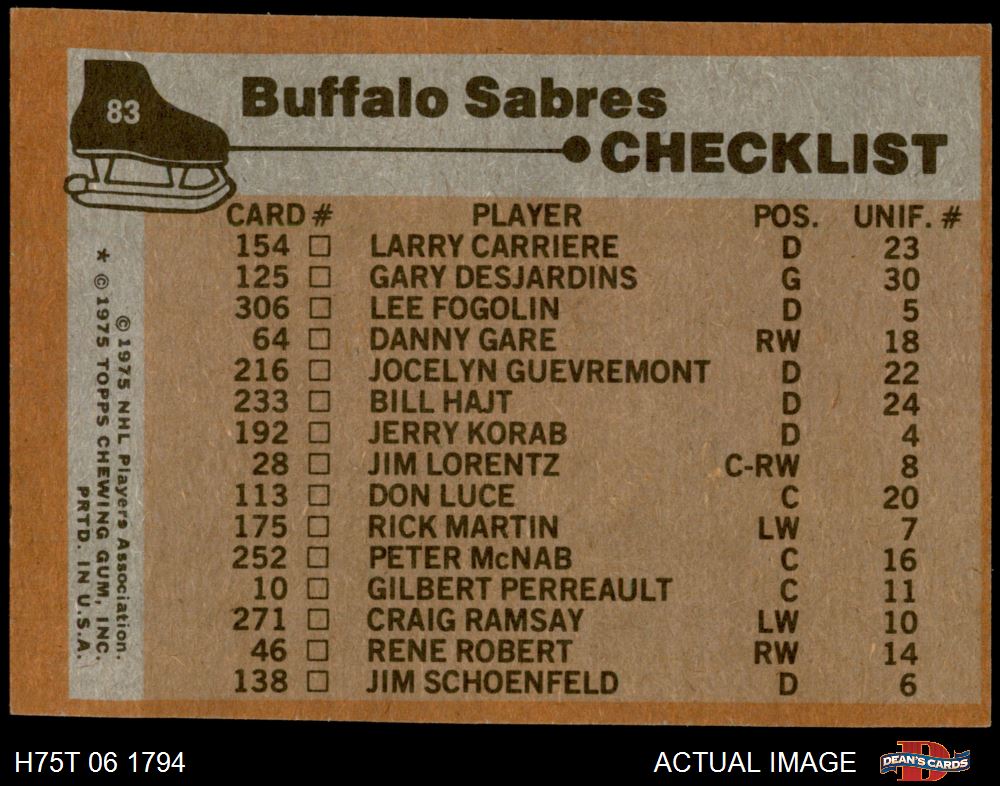 83
Buffalo Sabres
CHECKLIST
CARD # PLAYER POS. UNIF. #
154 □ LARRY CARRIERE D 23
125 □ GARY DESJARDINS G 30
306 □ LEE FOGOLIN D 5
64 □ DANNY GARE RW 18
216 □ JOCELYN GUEVREMONT D 22
233 □ BILL HAJT D 24
192 □ JERRY KORAB D 4
28 □ JIM LORENTZ C-RW 8
113 □ DON LUCE C 20
175 □ RICK MARTIN LW 7
252 □ PETER McNAB C 16
10 □ GILBERT PERREAULT C 11
271 □ CRAIG RAMSAY LW 10
46 □ RENE ROBERT RW 14
138 □ JIM SCHOENFELD D 6
© 1975 NHL Players Association.
* © 1975 TOPPS CHEWING GUM, INC.
PRTD. IN U.S.A.
H75T 06 1794 ACTUAL IMAGE
D
DEAN'S CARDS